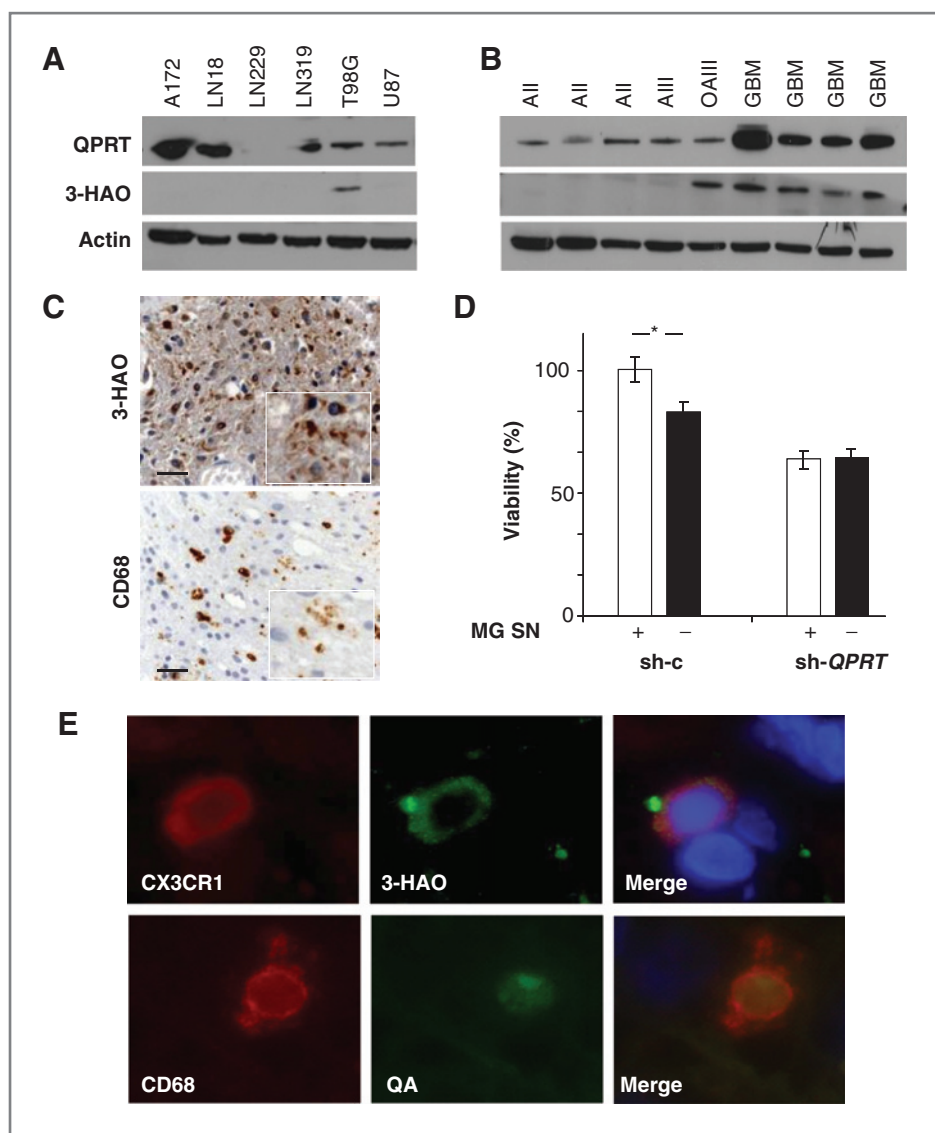 A
A172
LN18
LN229
LN319
T98G
U87
QPRT
3-HAO
Actin
B
AII
AII
AII
AIII
OAIII
GBM
GBM
GBM
GBM
C
3-HAO
CD68
D
Viability (%)
100
50
0
*
MG SN
+ – + –
sh-c sh-QPRT
E
CX3CR1 3-HAO Merge
CD68 QA Merge